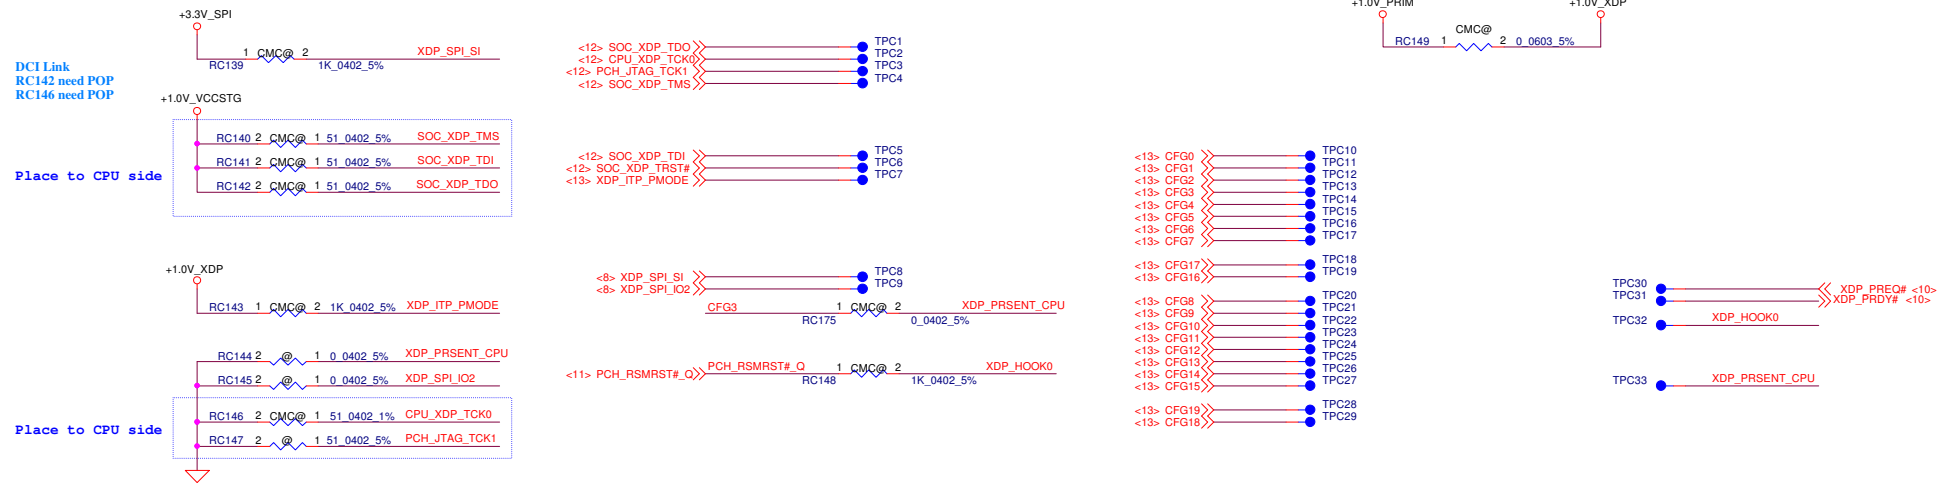 +3.3V_SPI
1 CMC@ 2 XDP_SPI_SI
RC139 1K_0402_5%
DCI Link
RC142 need POP
RC146 need POP
+1.0V_VCCSTG
RC140 2 CMC@ 1 51_0402_5% SOC_XDP_TMS
RC141 2 CMC@ 1 51_0402_5% SOC_XDP_TDI
RC142 2 CMC@ 1 51_0402_5% SOC_XDP_TDO
Place to CPU side
+1.0V_XDP
RC143 1 CMC@ 2 1K_0402_5% XDP_ITP_PMODE
RC144 2 @ 1 0_0402_5% XDP_PRSENT_CPU
RC145 2 @ 1 0_0402_5% XDP_SPI_IO2
RC146 2 CMC@ 1 51_0402_1% CPU_XDP_TCK0
RC147 2 @ 1 51_0402_5% PCH_JTAG_TCK1
Place to CPU side
<12> SOC_XDP_TDO TPC1
<12> CPU_XDP_TCK0 TPC2
<12> PCH_JTAG_TCK1 TPC3
<12> SOC_XDP_TMS TPC4
<12> SOC_XDP_TDI TPC5
<12> SOC_XDP_TRST# TPC6
<13> XDP_ITP_PMODE TPC7
<8> XDP_SPI_SI TPC8
<8> XDP_SPI_IO2 TPC9
CFG3 1 CMC@ 2 XDP_PRSENT_CPU
RC175 0_0402_5%
<11> PCH_RSMRST#_Q PCH_RSMRST#_Q 1 CMC@ 2 XDP_HOOK0
RC148 1K_0402_5%
+1.0V_PRIM +1.0V_XDP
CMC@
RC149 1 2 0_0603_5%
<13> CFG0 TPC10
<13> CFG1 TPC11
<13> CFG2 TPC12
<13> CFG3 TPC13
<13> CFG4 TPC14
<13> CFG5 TPC15
<13> CFG6 TPC16
<13> CFG7 TPC17
<13> CFG17 TPC18
<13> CFG16 TPC19
<13> CFG8 TPC20
<13> CFG9 TPC21
<13> CFG10 TPC22
<13> CFG11 TPC23
<13> CFG12 TPC24
<13> CFG13 TPC25
<13> CFG14 TPC26
<13> CFG15 TPC27
<13> CFG19 TPC28
<13> CFG18 TPC29
TPC30 XDP_PREQ# <10>
TPC31 XDP_PRDY# <10>
TPC32 XDP_HOOK0
TPC33 XDP_PRSENT_CPU